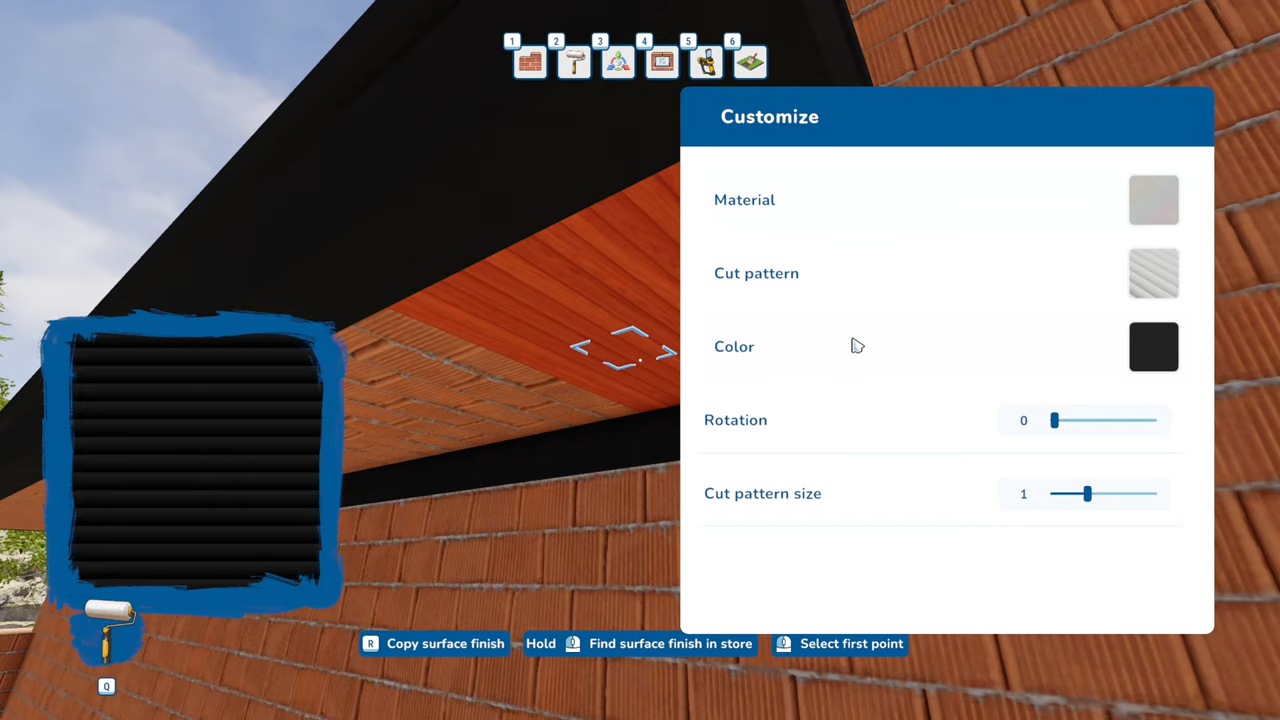 1 2 3 4 5 6
Customize
Material
Cut pattern
Color
Rotation 0
Cut pattern size 1
R Copy surface finish Hold Find surface finish in store Select first point
Q